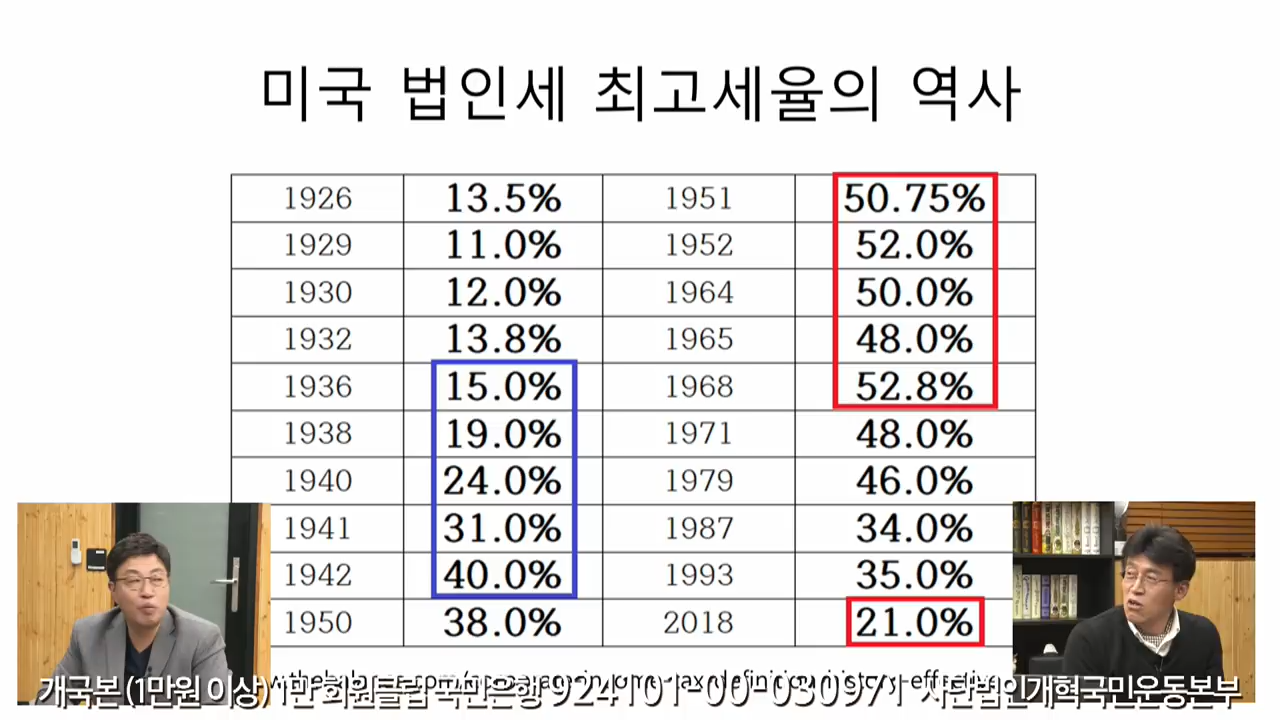 미국 법인세 최고세율의 역사
1926 13.5% 1951 50.75%
1929 11.0% 1952 52.0%
1930 12.0% 1964 50.0%
1932 13.8% 1965 48.0%
1936 15.0% 1968 52.8%
1938 19.0% 1971 48.0%
1940 24.0% 1979 46.0%
1941 31.0% 1987 34.0%
1942 40.0% 1993 35.0%
1950 38.0% 2018 21.0%
개국본 (1만원 이상) 1만 회원클럽 국민은행 924101-00-030971 사단법인개혁국민운동본부